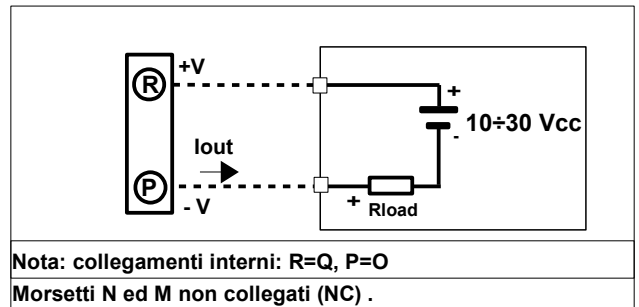 +V
R
+
10÷30 Vcc
-
Iout
P
- V
+
Rload
Nota: collegamenti interni: R=Q, P=O
Morsetti N ed M non collegati (NC) .